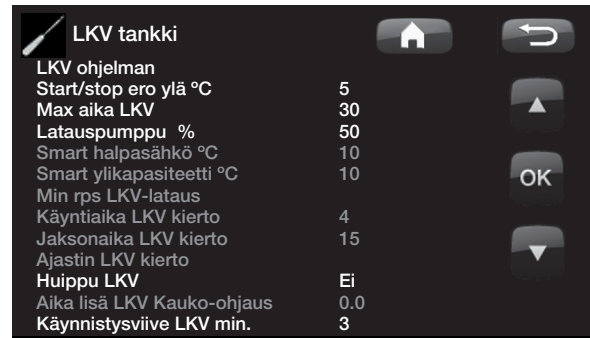 LKV tankki
LKV ohjelman
Start/stop ero ylä °C 5
Max aika LKV 30
Latauspumppu % 50
Smart halpasähkö °C 10
Smart ylikapasiteetti °C 10
Min rps LKV-lataus
Käyntiaika LKV kierto 4
Jaksonaika LKV kierto 15
Ajastin LKV kierto
Huippu LKV Ei
Aika lisä LKV Kauko-ohjaus 0.0
Käynnistysviive LKV min. 3
OK